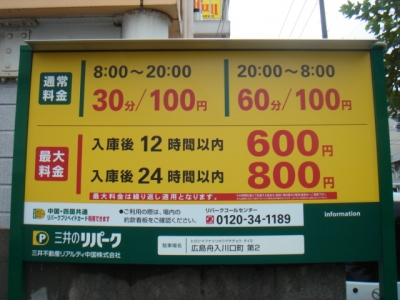 通常
料金
8:00～20:00
30分/100円
20:00～8:00
60分/100円
最大
料金
入庫後 12 時間以内 600円
入庫後 24 時間以内 800円
最大料金は繰り返し適用となります。
中国・四国共通
リパークプリペイドカード利用できます
●ご利用の際は、場内の
約款看板をご確認ください。
リパークコールセンター
0120-34-1189
information
P 三井のリパーク
三井不動産リアルティ中国株式会社
駐車場名
広島舟入川口町 第2